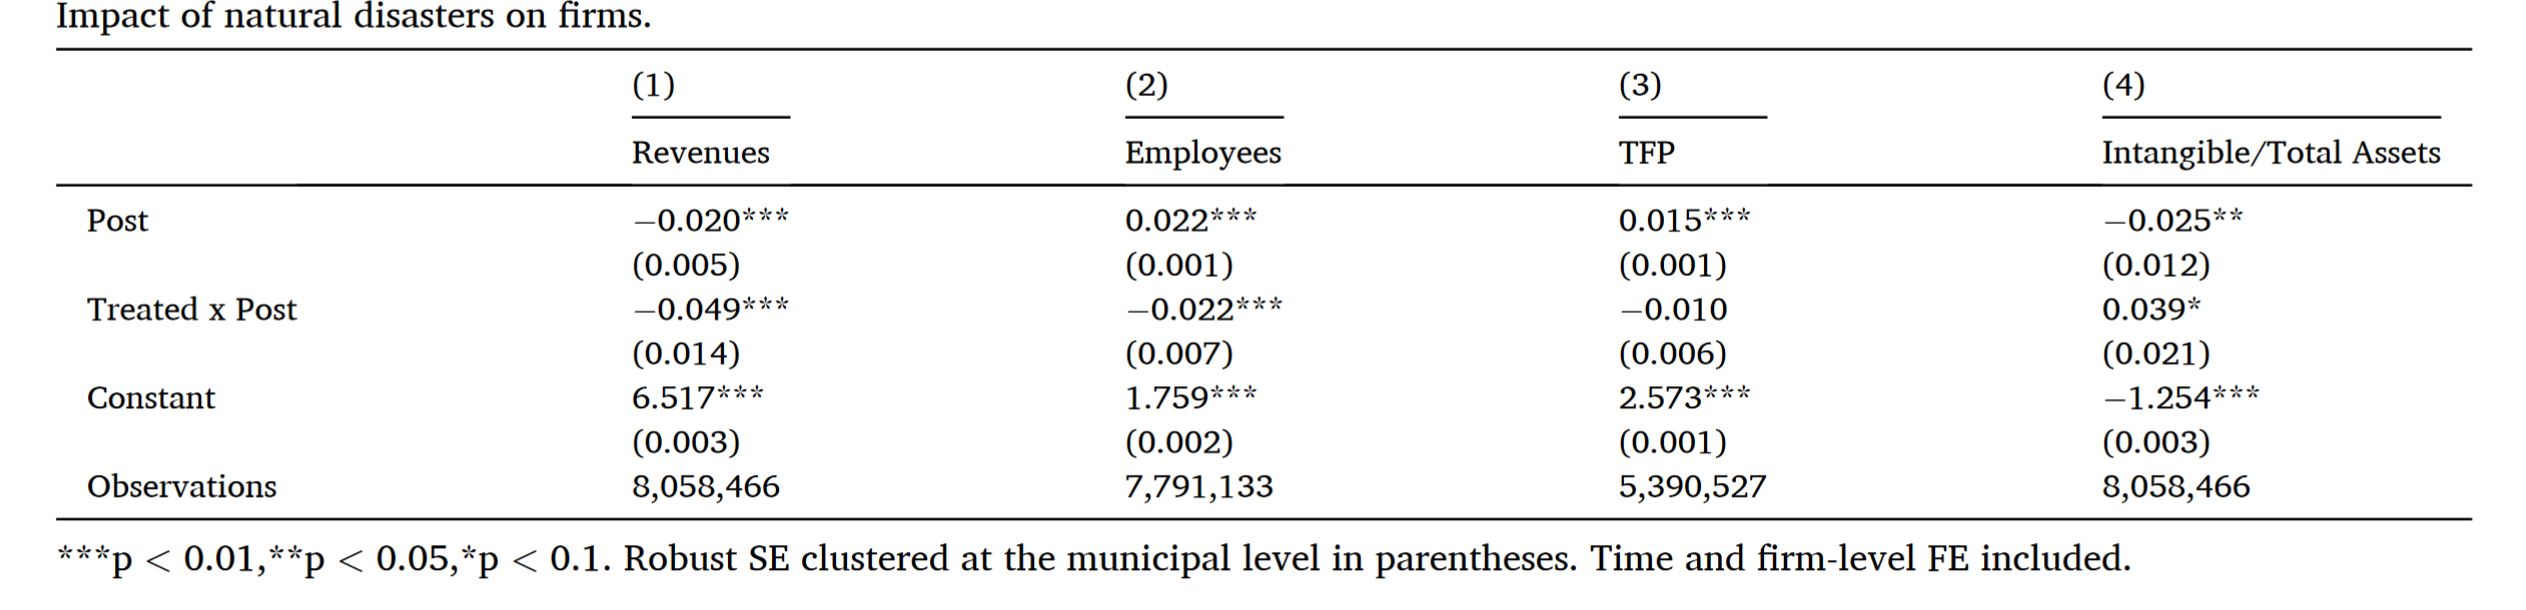 Impact of natural disasters on firms.
(1) (2) (3) (4)
Revenues Employees TFP Intangible/Total Assets
Post −0.020*** 0.022*** 0.015*** −0.025**
(0.005) (0.001) (0.001) (0.012)
Treated x Post −0.049*** −0.022*** −0.010 0.039*
(0.014) (0.007) (0.006) (0.021)
Constant 6.517*** 1.759*** 2.573*** −1.254***
(0.003) (0.002) (0.001) (0.003)
Observations 8,058,466 7,791,133 5,390,527 8,058,466
***p < 0.01,**p < 0.05,*p < 0.1. Robust SE clustered at the municipal level in parentheses. Time and firm-level FE included.